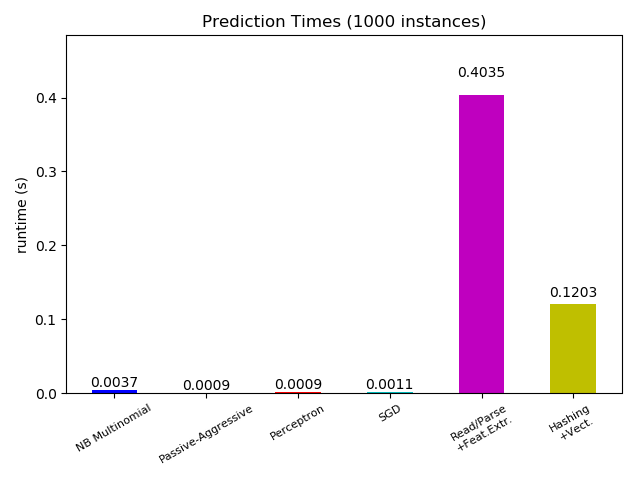 Prediction Times (1000 instances)
runtime (s)
0.4
0.3
0.2
0.1
0.0
0.0037
0.0009
0.0009
0.0011
0.4035
0.1203
NB Multinomial
Passive-Aggressive
Perceptron
SGD
Read/Parse
+Feat.Extr.
Hashing
+Vect.